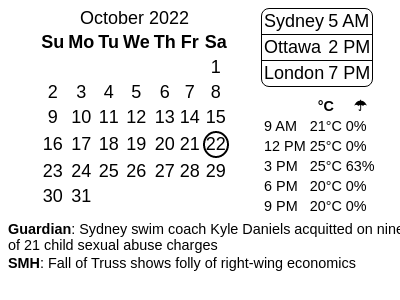 October 2022
Su Mo Tu We Th Fr Sa
1
2 3 4 5 6 7 8
9 10 11 12 13 14 15
16 17 18 19 20 21 22
23 24 25 26 27 28 29
30 31
Sydney 5 AM
Ottawa 2 PM
London 7 PM
°C ☂
9 AM 21°C 0%
12 PM 25°C 0%
3 PM 25°C 63%
6 PM 20°C 0%
9 PM 20°C 0%
Guardian: Sydney swim coach Kyle Daniels acquitted on nine
of 21 child sexual abuse charges
SMH: Fall of Truss shows folly of right-wing economics